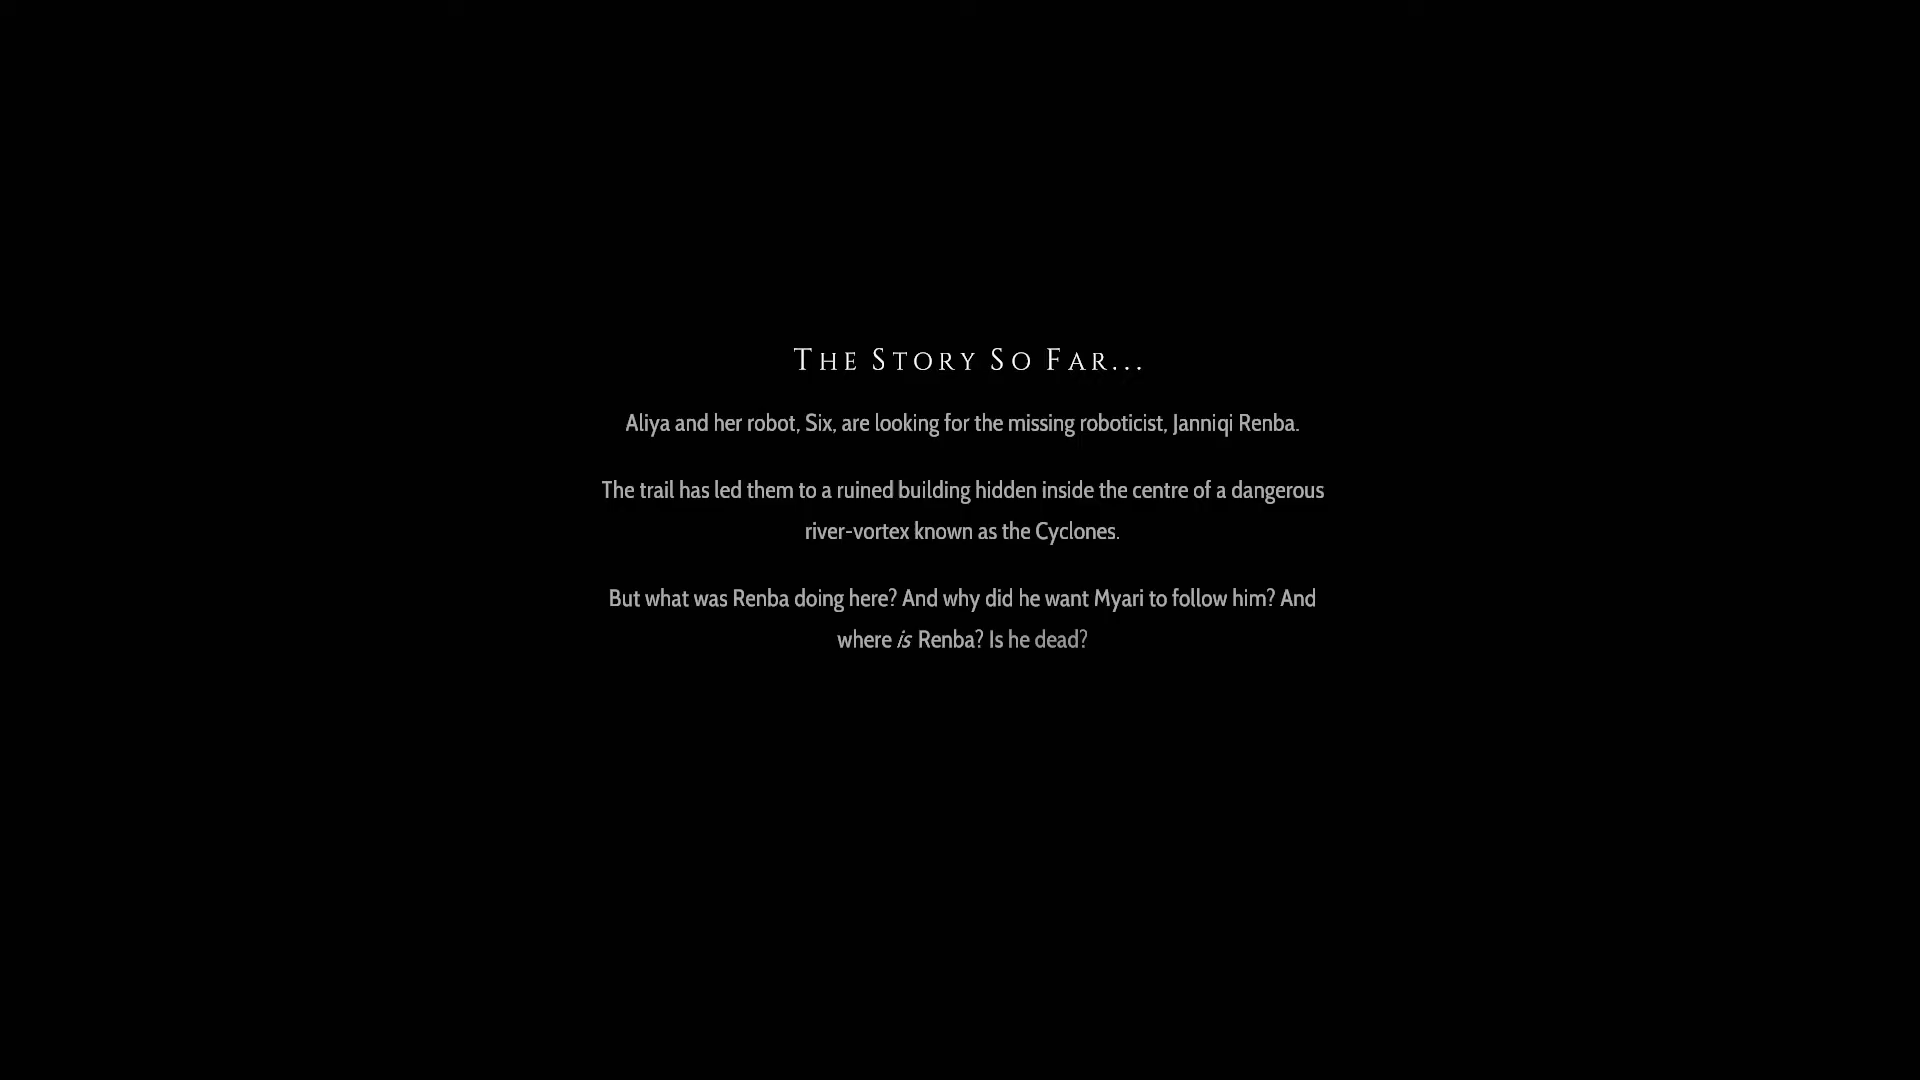 The Story So Far...
Aliya and her robot, Six, are looking for the missing roboticist, Janniqi Renba.
The trail has led them to a ruined building hidden inside the centre of a dangerous
river-vortex known as the Cyclones.
But what was Renba doing here? And why did he want Myari to follow him? And
where is Renba? Is he dead?